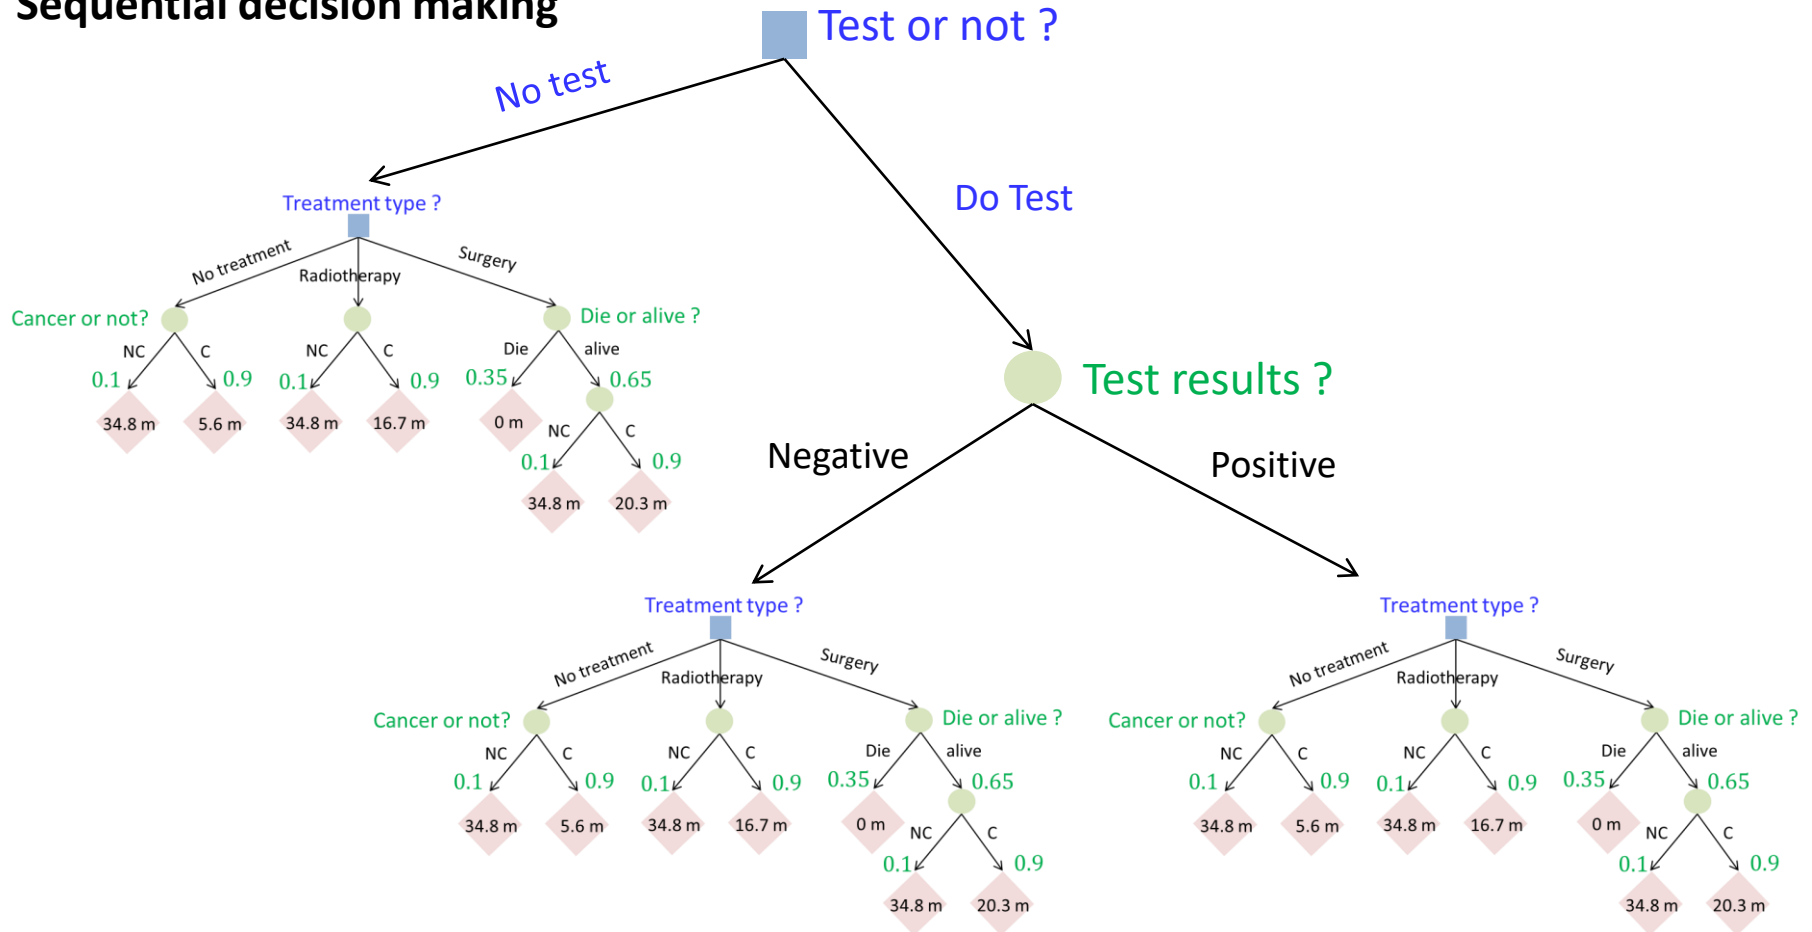 Sequential decision making
Test or not ?
No test
Do Test
Treatment type ?
No treatment
Radiotherapy
Surgery
Cancer or not?
Die or alive ?
NC
C
NC
C
Die
alive
0.1
0.9
0.1
0.9
0.35
0.65
34.8 m
5.6 m
34.8 m
16.7 m
0 m
NC
C
0.1
0.9
34.8 m
20.3 m
Test results ?
Negative
Positive
Treatment type ?
No treatment
Radiotherapy
Surgery
Cancer or not?
Die or alive ?
NC
C
NC
C
Die
alive
0.1
0.9
0.1
0.9
0.35
0.65
34.8 m
5.6 m
34.8 m
16.7 m
0 m
NC
C
0.1
0.9
34.8 m
20.3 m
Treatment type ?
No treatment
Radiotherapy
Surgery
Cancer or not?
Die or alive ?
NC
C
NC
C
Die
alive
0.1
0.9
0.1
0.9
0.35
0.65
34.8 m
5.6 m
34.8 m
16.7 m
0 m
NC
C
0.1
0.9
34.8 m
20.3 m